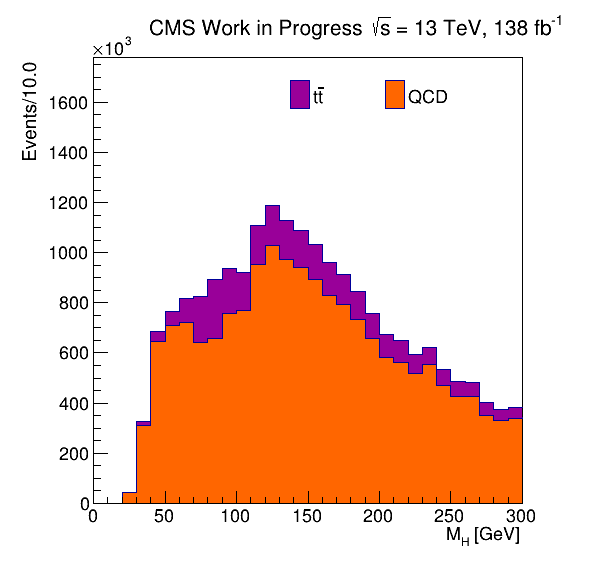 CMS Work in Progress √s = 13 TeV, 138 fb⁻¹
×10³
Events/10.0
tt̄
QCD
1600
1400
1200
1000
800
600
400
200
0
0 50 100 150 200 250 300
M_H [GeV]